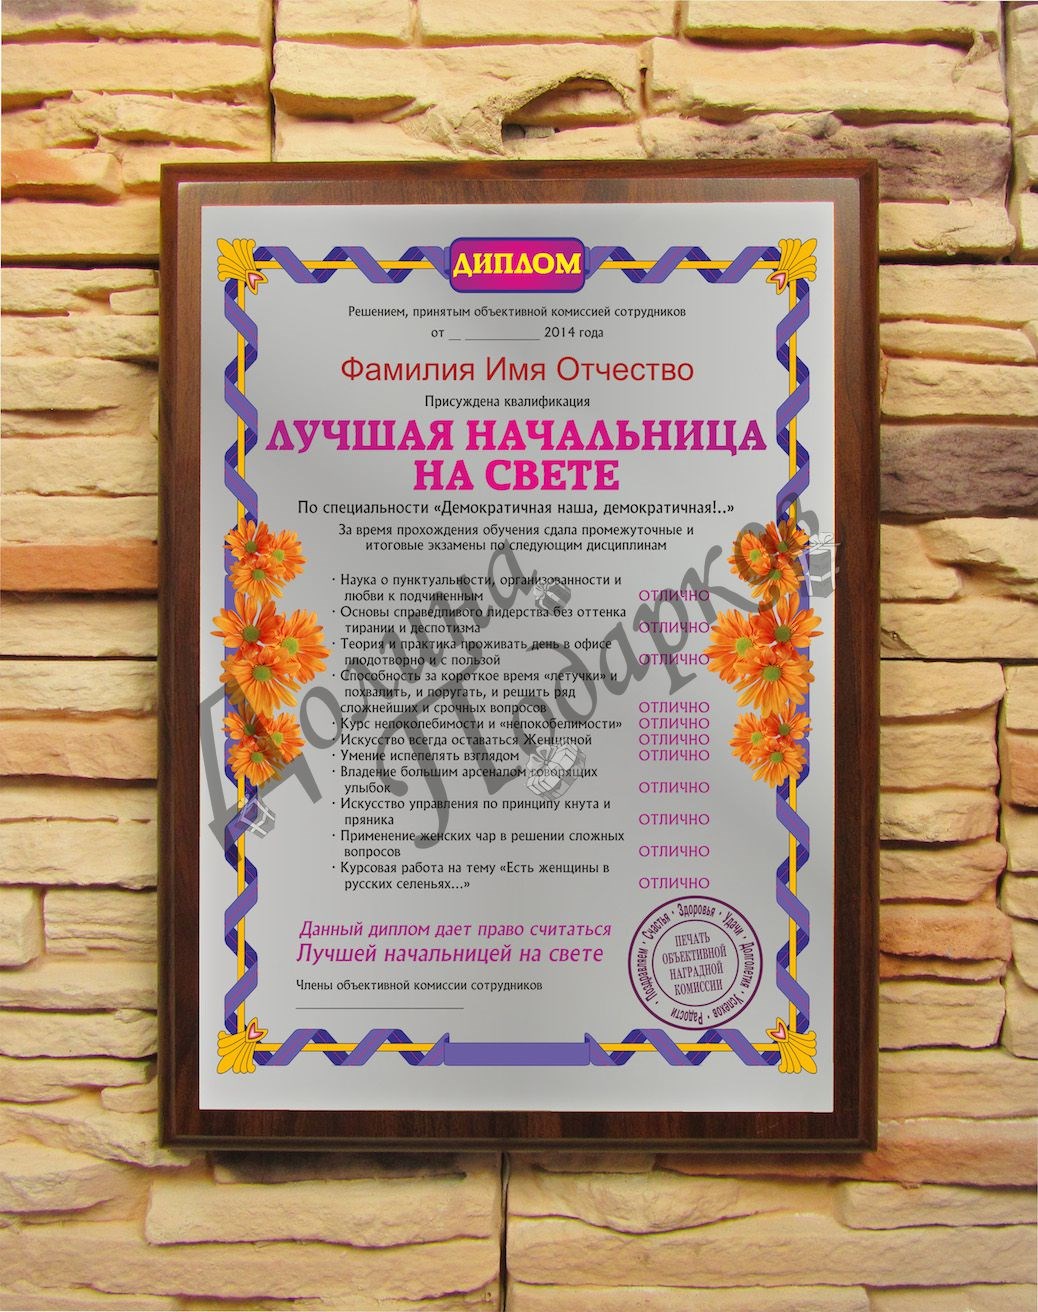 ДИПЛОМ
Решением, принятым объективной комиссией сотрудников
от __ ___________ 2014 года
Фамилия Имя Отчество
Присуждена квалификация
ЛУЧШАЯ НАЧАЛЬНИЦА
НА СВЕТЕ
По специальности «Демократичная наша, демократичная!..»
За время прохождения обучения сдала промежуточные и
итоговые экзамены по следующим дисциплинам
· Наука о пунктуальности, организованности и
любви к подчиненным ОТЛИЧНО
· Основы справедливого лидерства без оттенка
тирании и деспотизма ОТЛИЧНО
· Теория и практика проживать день в офисе
плодотворно и с пользой ОТЛИЧНО
· Способность за короткое время «летучки» и
похвалить, и поругать, и решить ряд
сложнейших и срочных вопросов ОТЛИЧНО
· Курс непоколебимости и «непокобелимости» ОТЛИЧНО
· Искусство всегда оставаться Женщиной ОТЛИЧНО
· Умение испепелять взглядом ОТЛИЧНО
· Владение большим арсеналом говорящих
улыбок ОТЛИЧНО
· Искусство управления по принципу кнута и
пряника ОТЛИЧНО
· Применение женских чар в решении сложных
вопросов ОТЛИЧНО
· Курсовая работа на тему «Есть женщины в
русских селеньях...» ОТЛИЧНО
Данный диплом дает право считаться
Лучшей начальницей на свете
Члены объективной комиссии сотрудников
Поздравляем · Счастья · Здоровья · Удачи · Долголетия · Успехов · Радости ·
ПЕЧАТЬ
ОБЪЕКТИВНОЙ
НАГРАДНОЙ
КОМИССИИ
Долина
Подарков